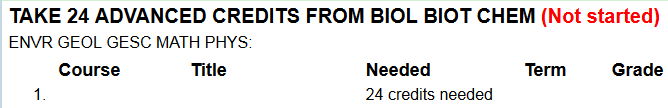 TAKE 24 ADVANCED CREDITS FROM BIOL BIOT CHEM (Not started)
ENVR GEOL GESC MATH PHYS:
Course Title Needed Term Grade
1. 24 credits needed